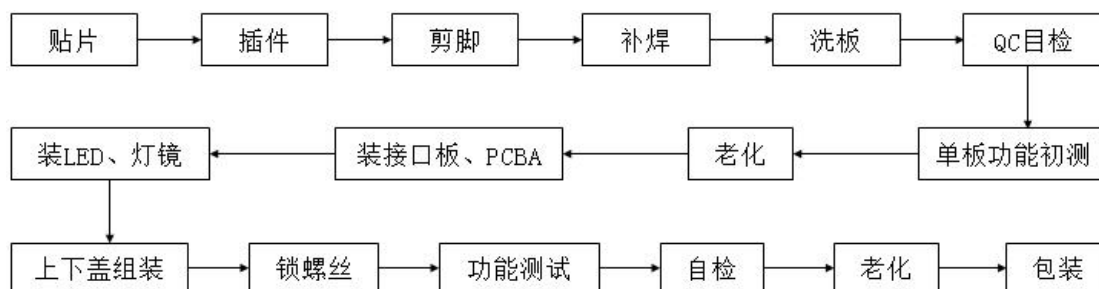 贴片 插件 剪脚 补焊 洗板 QC目检
装LED、灯镜 装接口板、PCBA 老化 单板功能初测
上下盖组装 锁螺丝 功能测试 自检 老化 包装